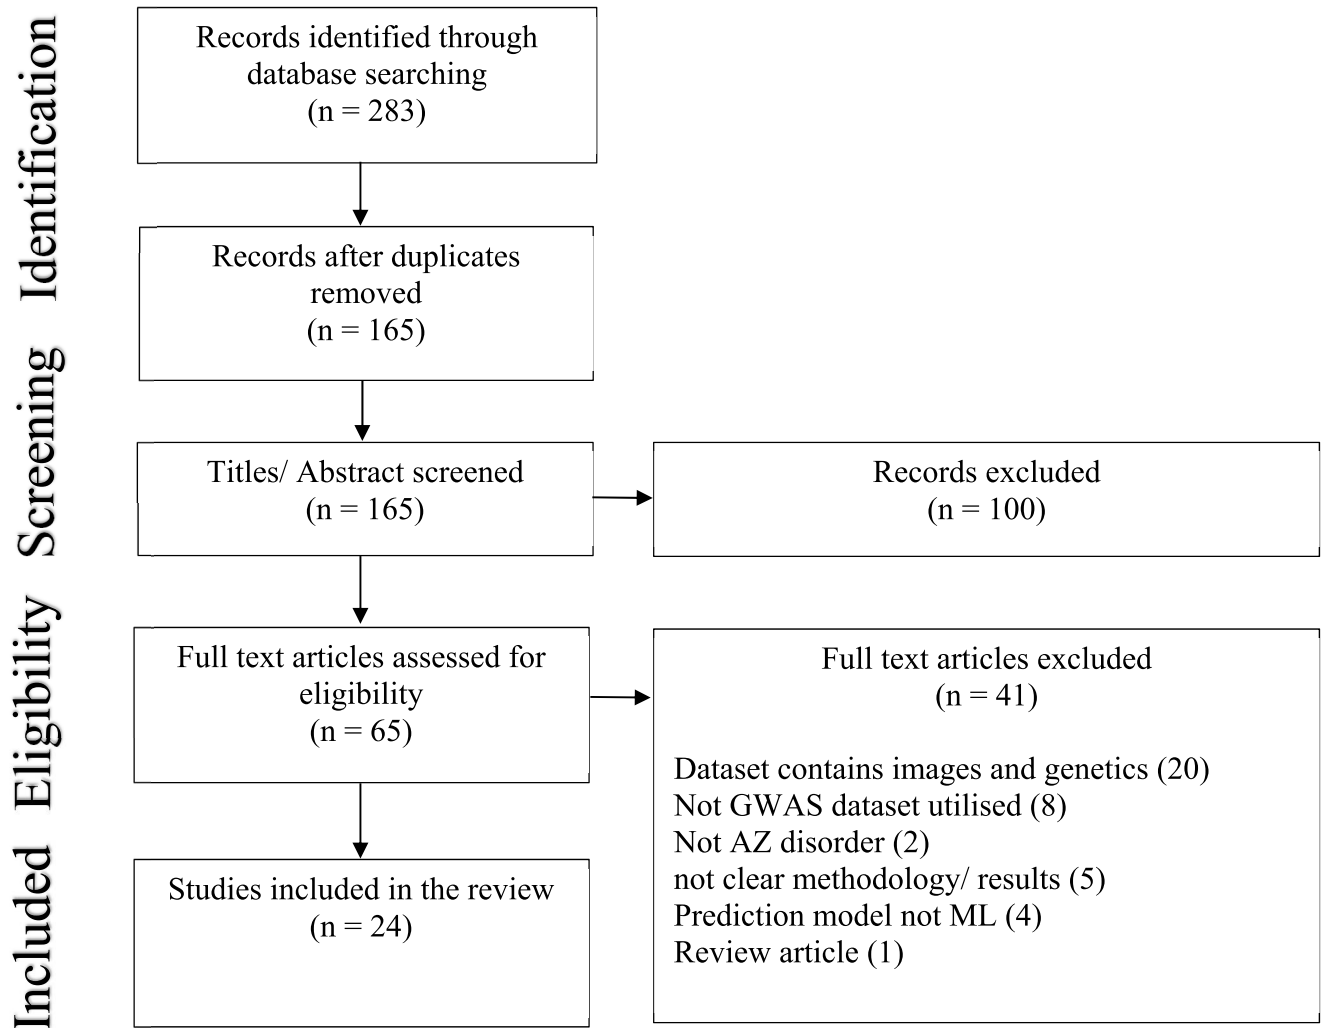 Identification
Records identified through
database searching
(n = 283)
Records after duplicates
removed
(n = 165)
Screening
Titles/ Abstract screened
(n = 165)
Records excluded
(n = 100)
Eligibility
Full text articles assessed for
eligibility
(n = 65)
Full text articles excluded
(n = 41)
Dataset contains images and genetics (20)
Not GWAS dataset utilised (8)
Not AZ disorder (2)
not clear methodology/ results (5)
Prediction model not ML (4)
Review article (1)
Included
Studies included in the review
(n = 24)